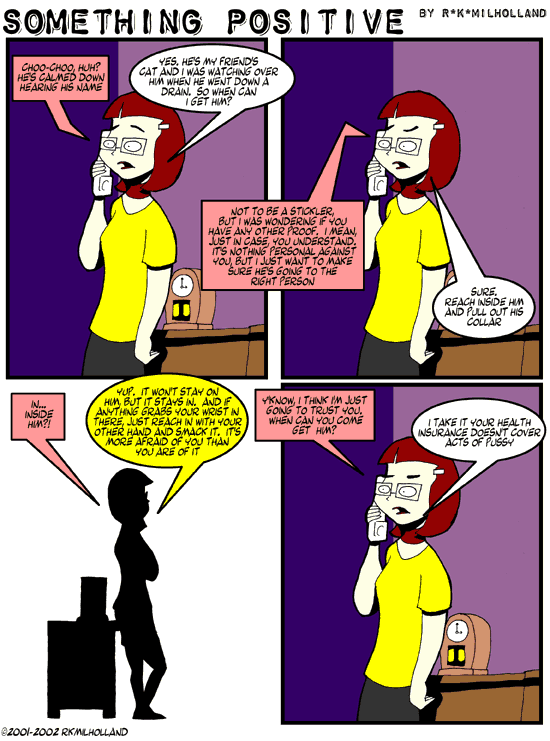 SOMETHING POSITIVE BY R*K*MILHOLLAND
CHOO-CHOO, HUH?
HE'S CALMED DOWN
HEARING HIS NAME
YES, HE'S MY FRIEND'S
CAT AND I WAS WATCHING OVER
HIM WHEN HE WENT DOWN A
DRAIN. SO WHEN CAN
I GET HIM?
NOT TO BE A STICKLER,
BUT I WAS WONDERING IF YOU
HAVE ANY OTHER PROOF. I MEAN,
JUST IN CASE, YOU UNDERSTAND.
IT'S NOTHING PERSONAL AGAINST
YOU, BUT I JUST WANT TO MAKE
SURE HE'S GOING TO THE
RIGHT PERSON
SURE.
REACH INSIDE HIM
AND PULL OUT HIS
COLLAR
IN...
INSIDE
HIM?!
YUP. IT WON'T STAY ON
HIM BUT IT STAYS IN. AND IF
ANYTHING GRABS YOUR WRIST IN
THERE, JUST REACH IN WITH YOUR
OTHER HAND AND SMACK IT. IT'S
MORE AFRAID OF YOU THAN
YOU ARE OF IT
Y'KNOW, I THINK I'M JUST
GOING TO TRUST YOU.
WHEN CAN YOU COME
GET HIM?
I TAKE IT YOUR HEALTH
INSURANCE DOESN'T COVER
ACTS OF PUSSY
©2001-2002 RKMILHOLLAND